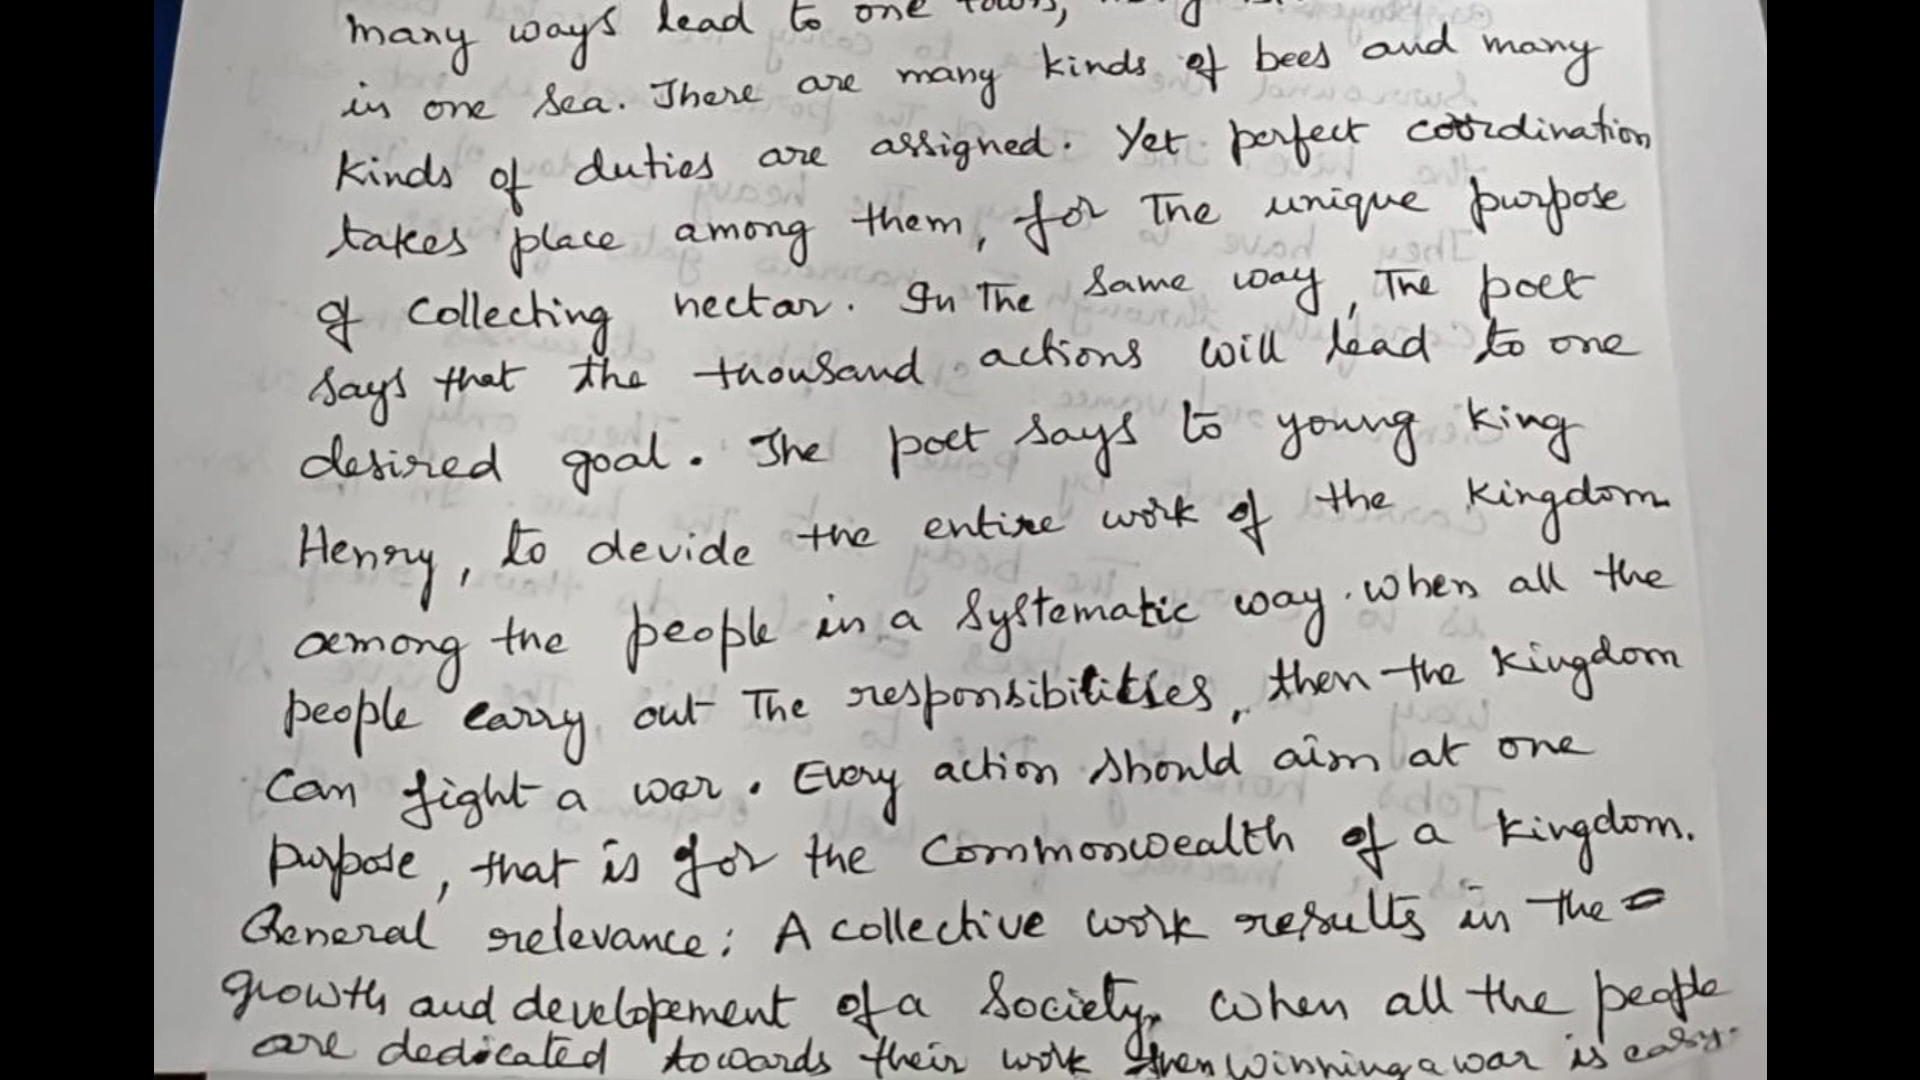 many ways lead to one town,
in one sea. There are many kinds of bees and many
kinds of duties are assigned. Yet perfect coordination
takes place among them, for The unique purpose
of collecting nectar. In The same way, The poet
says that the thousand actions will lead to one
desired goal. The poet says to young king
Henry, to devide the entire work of the kingdom
among the people in a systematic way. When all the
people carry out The responsibilities, then the kingdom
can fight a war. Every action should aim at one
purpose, that is for the commonwealth of a kingdom.
General relevance: A collective work results in the
growth and developement of a society, when all the people
are dedicated towards their work then winning a war is easy.